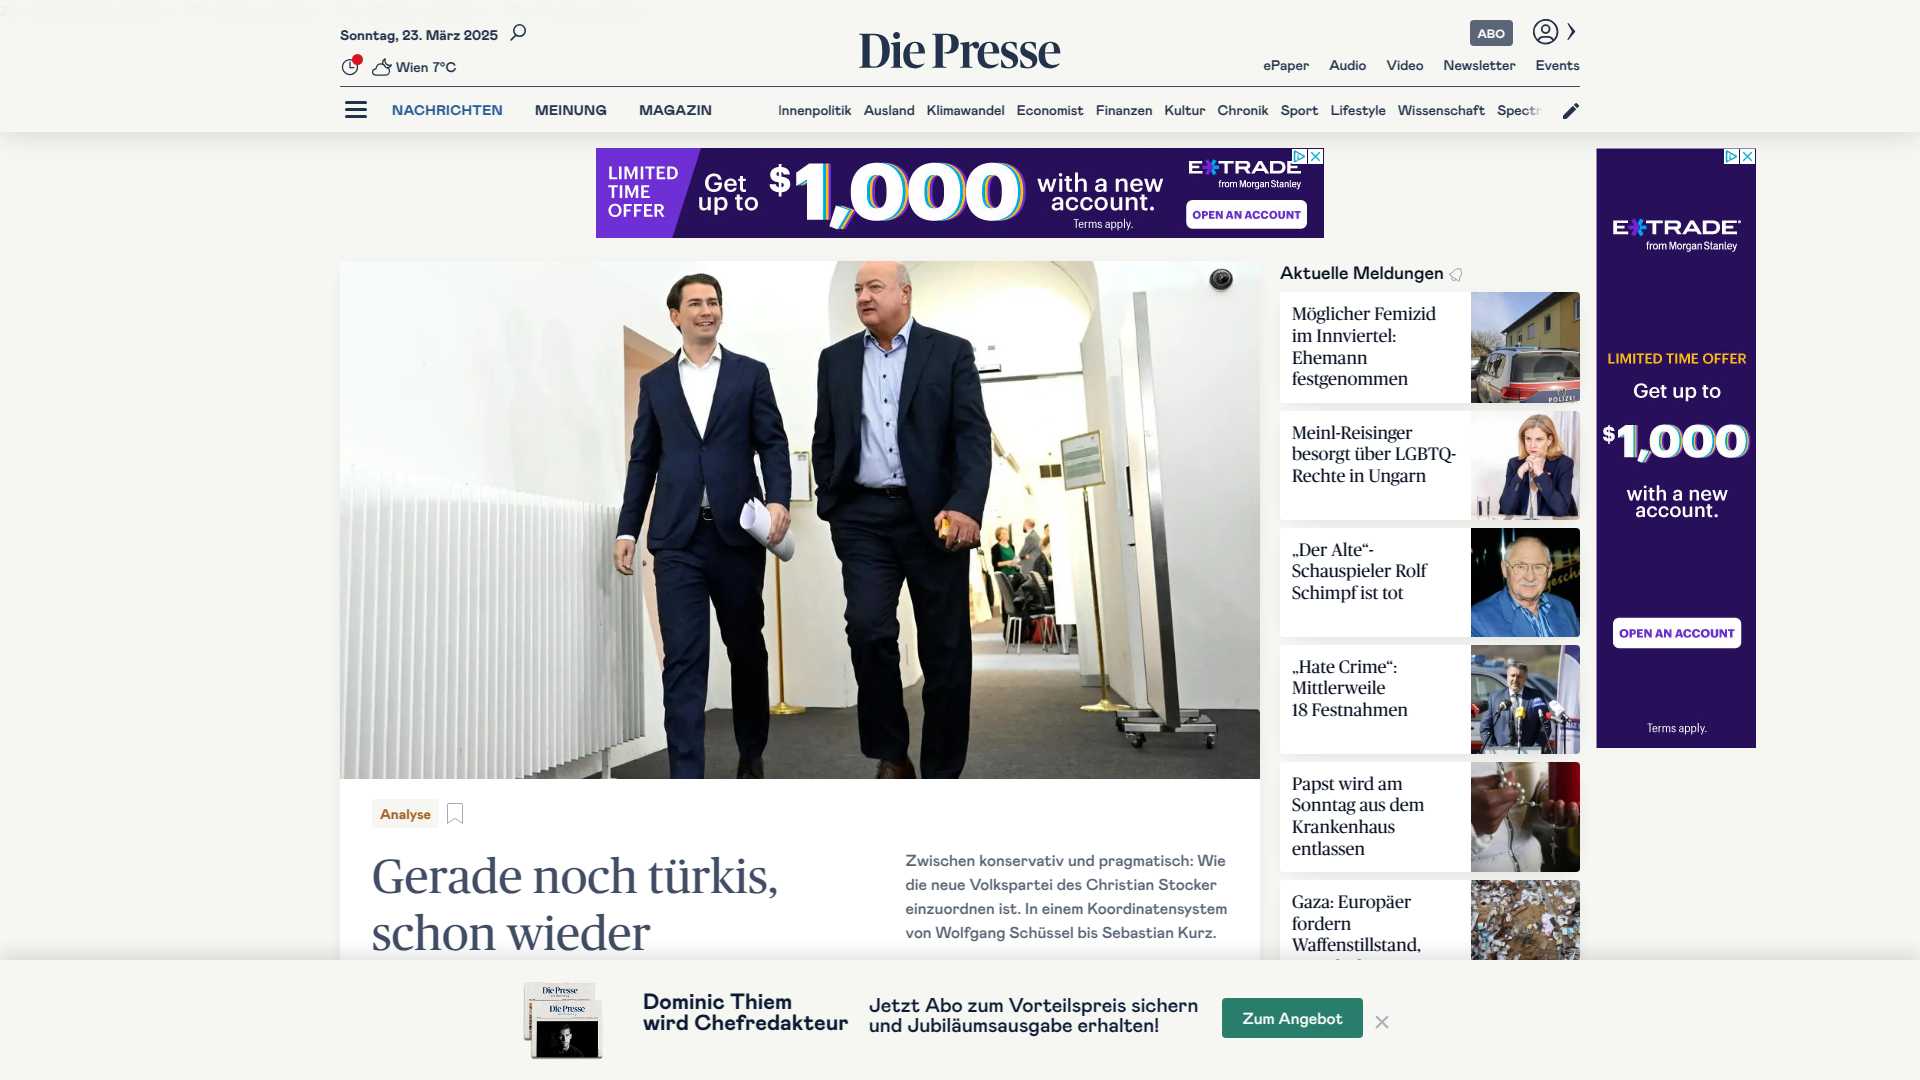 Sonntag, 23. März 2025
Wien 7°C
Die Presse
ABO
ePaper Audio Video Newsletter Events
NACHRICHTEN MEINUNG MAGAZIN
Innenpolitik Ausland Klimawandel Economist Finanzen Kultur Chronik Sport Lifestyle Wissenschaft Spectr
LIMITED
TIME
OFFER
Get
up to
$1,000
with a new
account.
Terms apply.
E*TRADE
from Morgan Stanley
OPEN AN ACCOUNT
Analyse
Gerade noch türkis,
schon wieder
Zwischen konservativ und pragmatisch: Wie
die neue Volkspartei des Christian Stocker
einzuordnen ist. In einem Koordinatensystem
von Wolfgang Schüssel bis Sebastian Kurz.
Aktuelle Meldungen
Möglicher Femizid
im Innviertel:
Ehemann
festgenommen
POLIZEI
Meinl-Reisinger
besorgt über LGBTQ-
Rechte in Ungarn
„Der Alte“-
Schauspieler Rolf
Schimpf ist tot
„Hate Crime“:
Mittlerweile
18 Festnahmen
Papst wird am
Sonntag aus dem
Krankenhaus
entlassen
Gaza: Europäer
fordern
Waffenstillstand,
E*TRADE
from Morgan Stanley
LIMITED TIME OFFER
Get up to
$1,000
with a new
account.
OPEN AN ACCOUNT
Terms apply.
Die Presse
Die Presse
Dominic Thiem
wird Chefredakteur
Jetzt Abo zum Vorteilspreis sichern
und Jubiläumsausgabe erhalten!
Zum Angebot